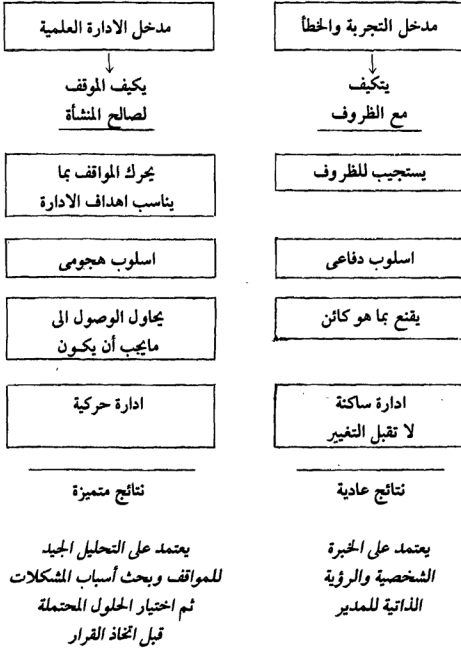 مدخل التجربة والخطأ
يتكيف
مع الظروف
يستجيب للظروف
اسلوب دفاعى
يقنع بما هو كائن
ادارة ساكنة
لا تقبل التغيير
نتائج عادية
يعتمد على الخبرة
الشخصية والرؤية
الذاتية للمدير
مدخل الادارة العلمية
يكيف الموقف
لصالح المنشأة
يحرك المواقف بما
يناسب اهداف الادارة
اسلوب هجومى
يحاول الوصول الى
مايجب أن يكـون
ادارة حركية
نتائج متميزة
يعتمد على التحليل الجيد
للمواقف وبحث أسباب المشكلات
ثم اختيار الحلول المحتملة
قبل اتخاذ القرار